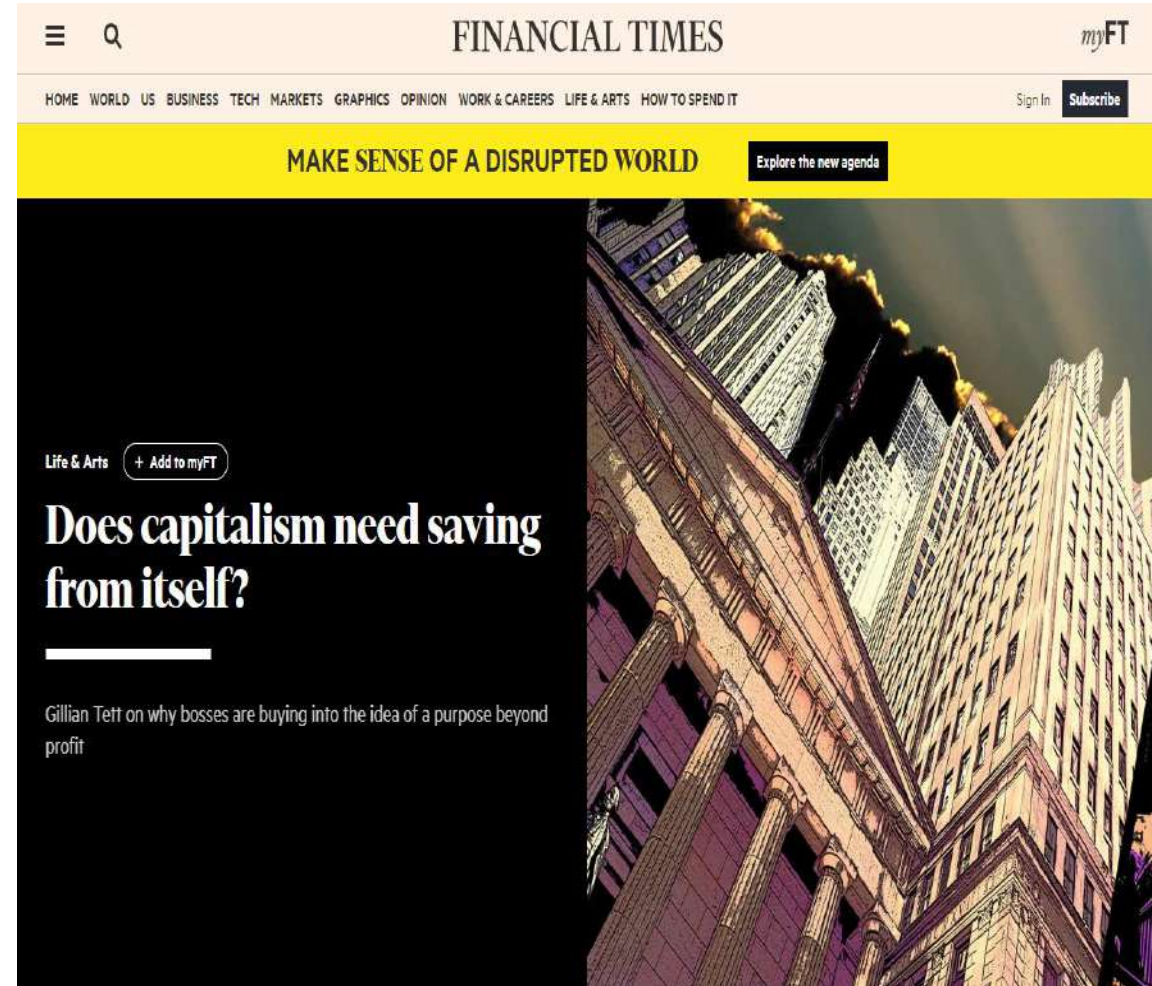 FINANCIAL TIMES
myFT
HOME WORLD US BUSINESS TECH MARKETS GRAPHICS OPINION WORK & CAREERS LIFE & ARTS HOW TO SPEND IT
Sign In Subscribe
MAKE SENSE OF A DISRUPTED WORLD
Explore the new agenda
Life & Arts + Add to myFT
Does capitalism need saving
from itself?
Gillian Tett on why bosses are buying into the idea of a purpose beyond
profit